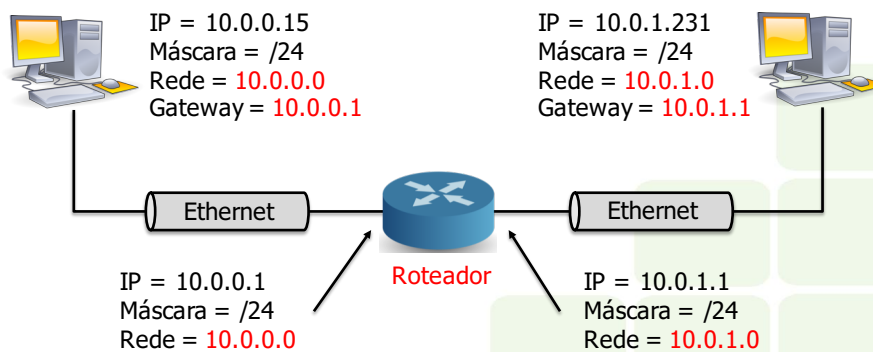 IP = 10.0.0.15
Máscara = /24
Rede = 10.0.0.0
Gateway = 10.0.0.1
IP = 10.0.1.231
Máscara = /24
Rede = 10.0.1.0
Gateway = 10.0.1.1
Ethernet
Ethernet
Roteador
IP = 10.0.0.1
Máscara = /24
Rede = 10.0.0.0
IP = 10.0.1.1
Máscara = /24
Rede = 10.0.1.0